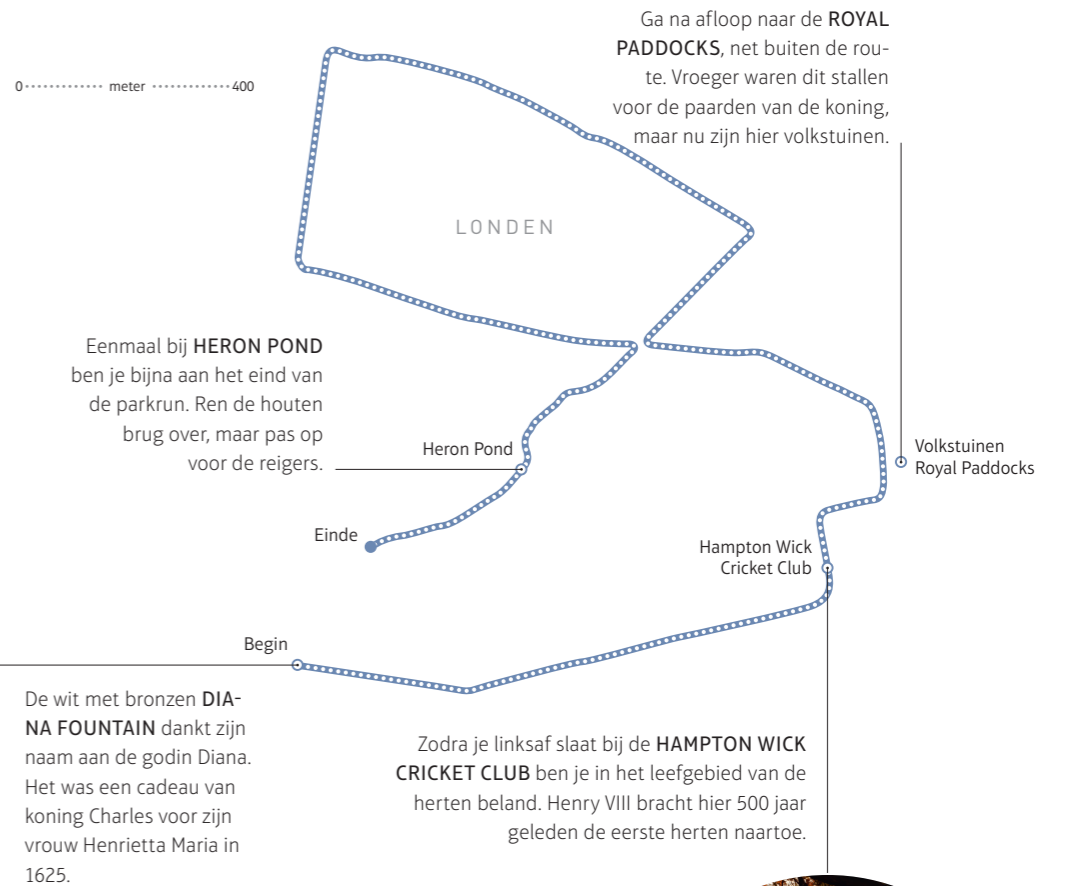 Ga na afloop naar de ROYAL
PADDOCKS, net buiten de rou-
te. Vroeger waren dit stallen
voor de paarden van de koning,
maar nu zijn hier volkstuinen.
0 meter 400
LONDEN
Eenmaal bij HERON POND
ben je bijna aan het eind van
de parkrun. Ren de houten
brug over, maar pas op
voor de reigers.
Heron Pond
Volkstuinen
Royal Paddocks
Einde
Hampton Wick
Cricket Club
Begin
De wit met bronzen DIA-
NA FOUNTAIN dankt zijn
naam aan de godin Diana.
Het was een cadeau van
koning Charles voor zijn
vrouw Henrietta Maria in
1625.
Zodra je linksaf slaat bij de HAMPTON WICK
CRICKET CLUB ben je in het leefgebied van de
herten beland. Henry VIII bracht hier 500 jaar
geleden de eerste herten naartoe.